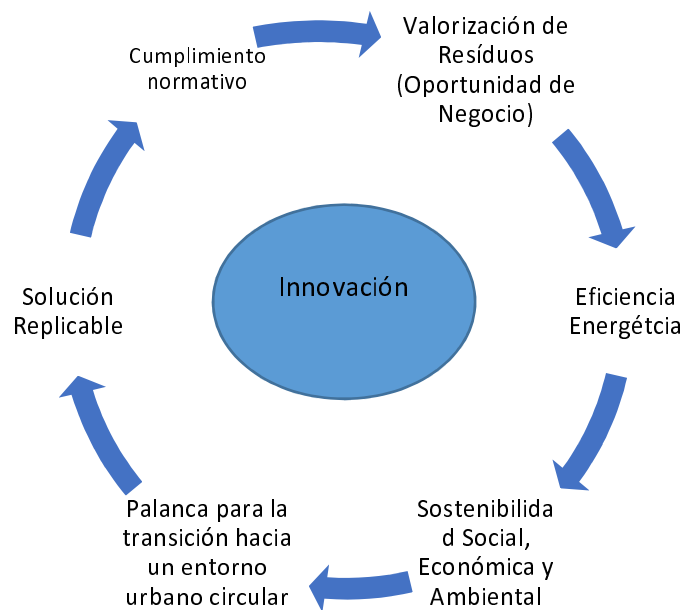 Cumplimiento
normativo
Valorización de
Resíduos
(Oportunidad de
Negocio)
Eficiencia
Energétcia
Sostenibilida
d Social,
Económica y
Ambiental
Palanca para la
transición hacia
un entorno
urbano circular
Solución
Replicable
Innovación